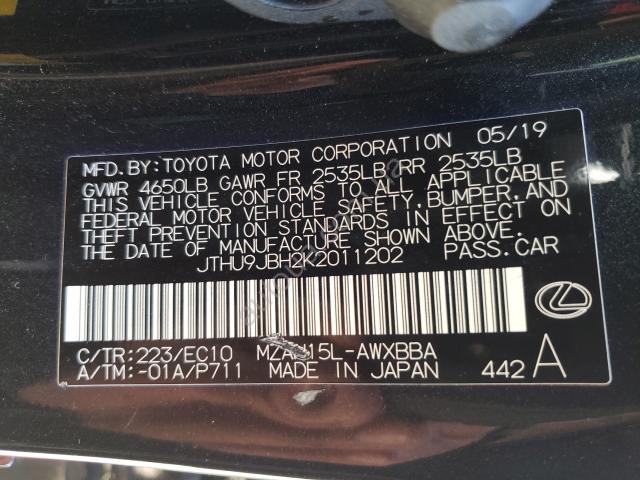 MFD. BY: TOYOTA MOTOR CORPORATION 05/19
GVWR 4650LB GAWR FR 2535LB RR 2535LB
THIS VEHICLE CONFORMS TO ALL APPLICABLE
FEDERAL MOTOR VEHICLE SAFETY, BUMPER, AND
THEFT PREVENTION STANDARDS IN EFFECT ON
THE DATE OF MANUFACTURE SHOWN ABOVE.
JTHU9JBH2K2011202 PASS. CAR
C/TR: 223/EC10 15L-AWXBBA
A/TM: -01A/P711 MADE IN JAPAN 442 A